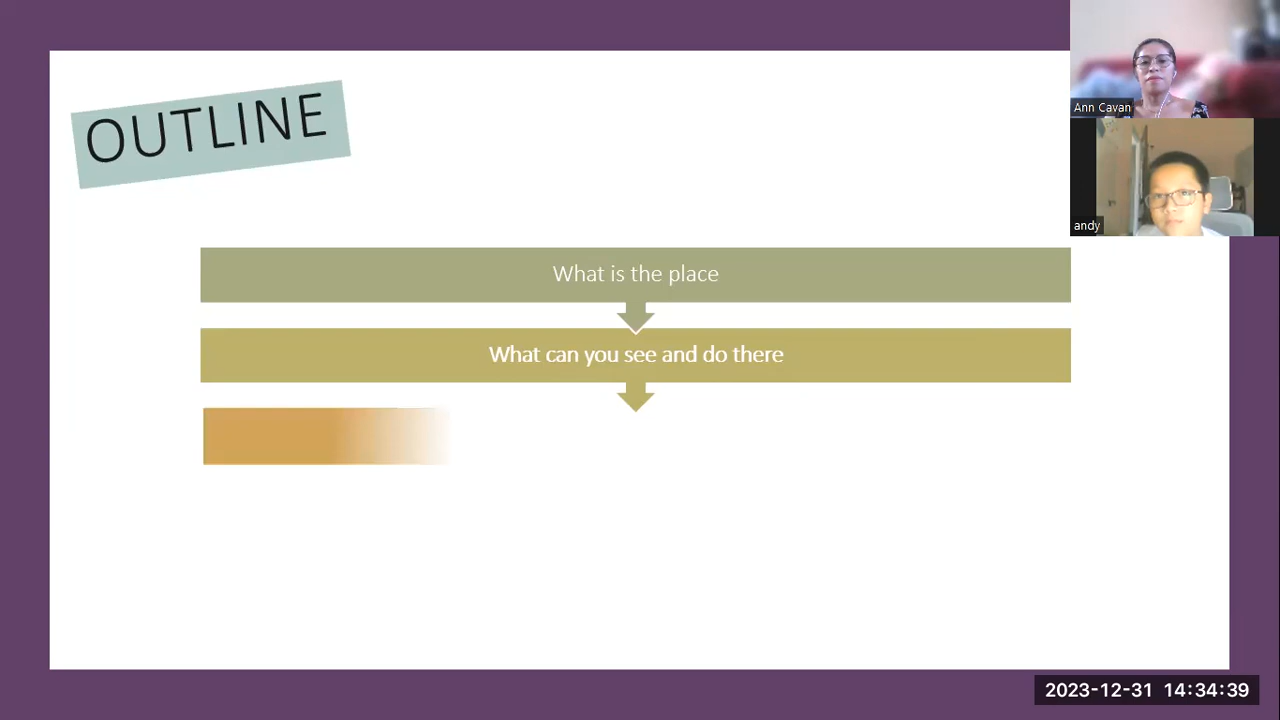 OUTLINE
What is the place
What can you see and do there
Ann Cavan
andy
2023-12-31 14:34:39